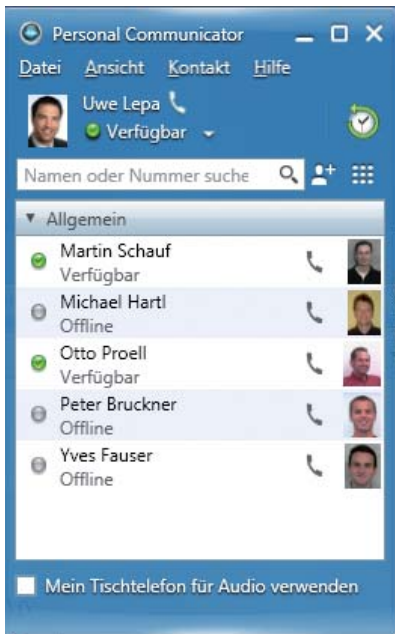 Personal Communicator
Datei Ansicht Kontakt Hilfe
Uwe Lepa
Verfügbar
Namen oder Nummer suche
Allgemein
Martin Schauf
Verfügbar
Michael Hartl
Offline
Otto Proell
Verfügbar
Peter Bruckner
Offline
Yves Fauser
Offline
Mein Tischtelefon für Audio verwenden